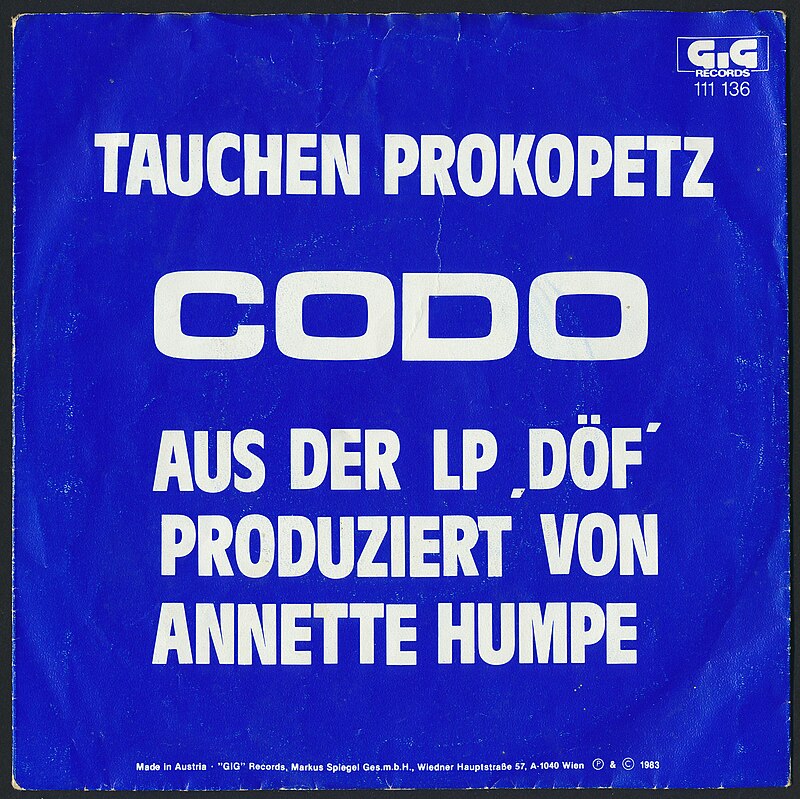 GiG
RECORDS
111 136
TAUCHEN PROKOPETZ
CODO
AUS DER LP ‚DÖF´
PRODUZIERT VON
ANNETTE HUMPE
Made in Austria · "GIG" Records, Markus Spiegel Ges.m.b.H., Wiedner Hauptstraße 57, A-1040 Wien Ⓟ & © 1983